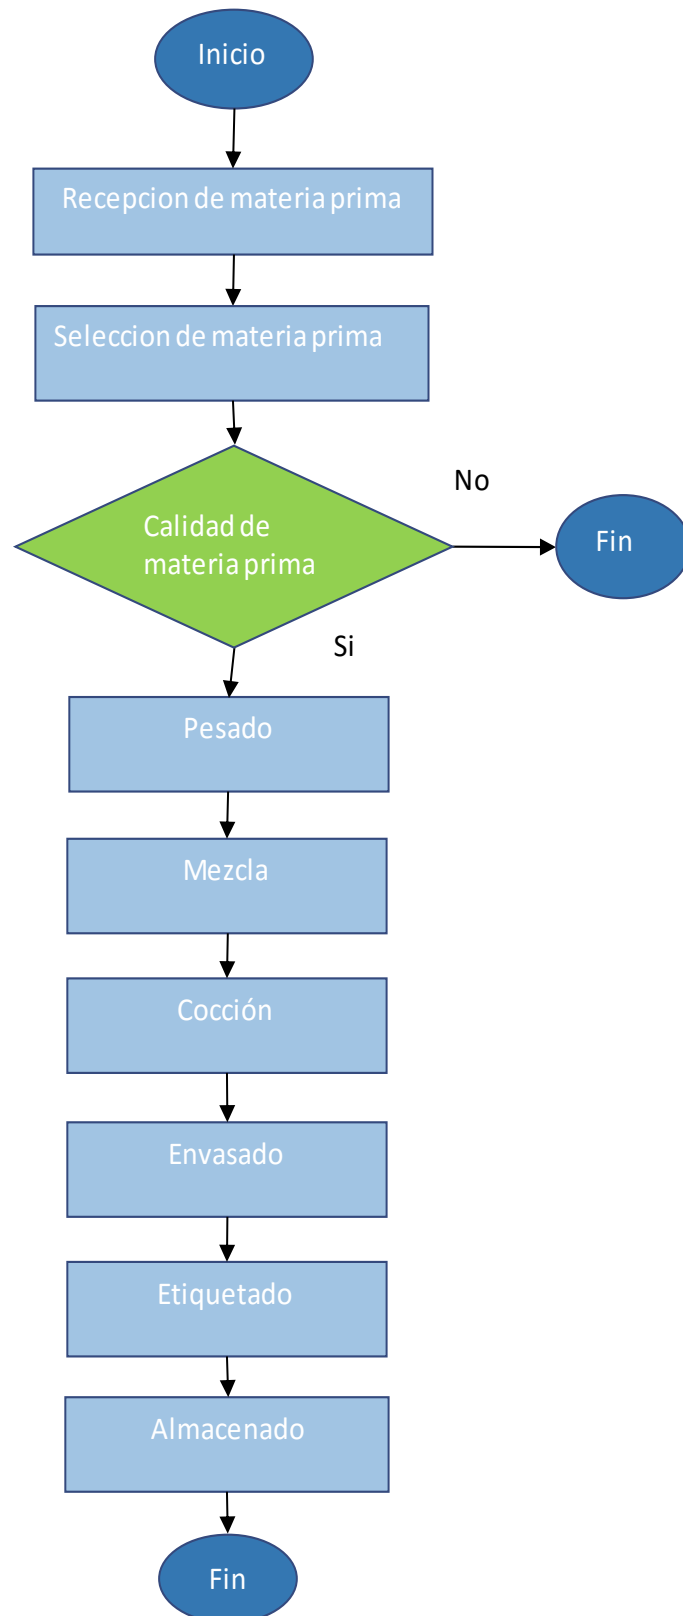 Inicio
Recepcion de materia prima
Seleccion de materia prima
No
Calidad de
materia prima
Fin
Si
Pesado
Mezcla
Cocción
Envasado
Etiquetado
Almacenado
Fin